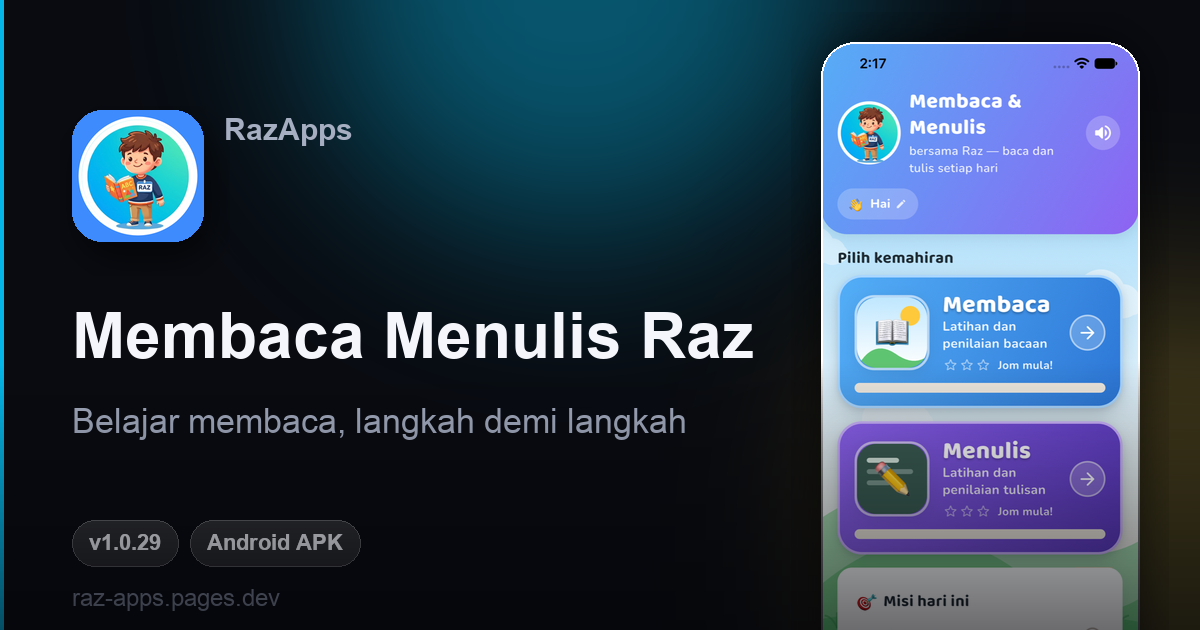 RazApps
Membaca Menulis Raz
Belajar membaca, langkah demi langkah
v1.0.29
Android APK
raz-apps.pages.dev
2:17
Membaca &
Menulis
bersama Raz — baca dan
tulis setiap hari
👋 Hai
Pilih kemahiran
Membaca
Latihan dan
penilaian bacaan
Jom mula!
Menulis
Latihan dan
penilaian tulisan
Jom mula!
Misi hari ini
RAZ